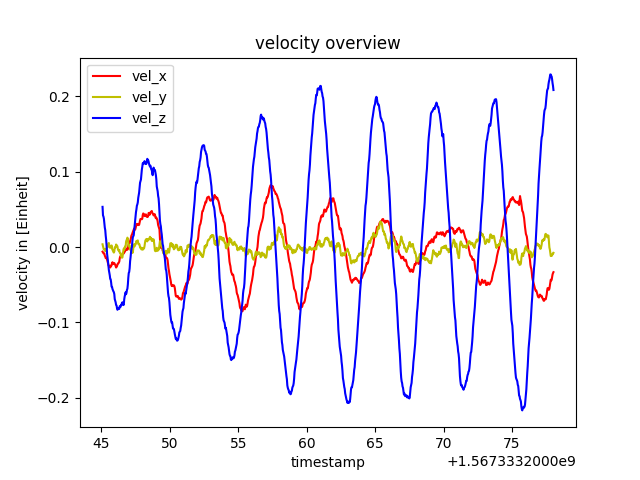 velocity overview
vel_x
vel_y
vel_z
velocity in [Einheit]
0.2
0.1
0.0
−0.1
−0.2
45 50 55 60 65 70 75
timestamp
+1.5673332000e9